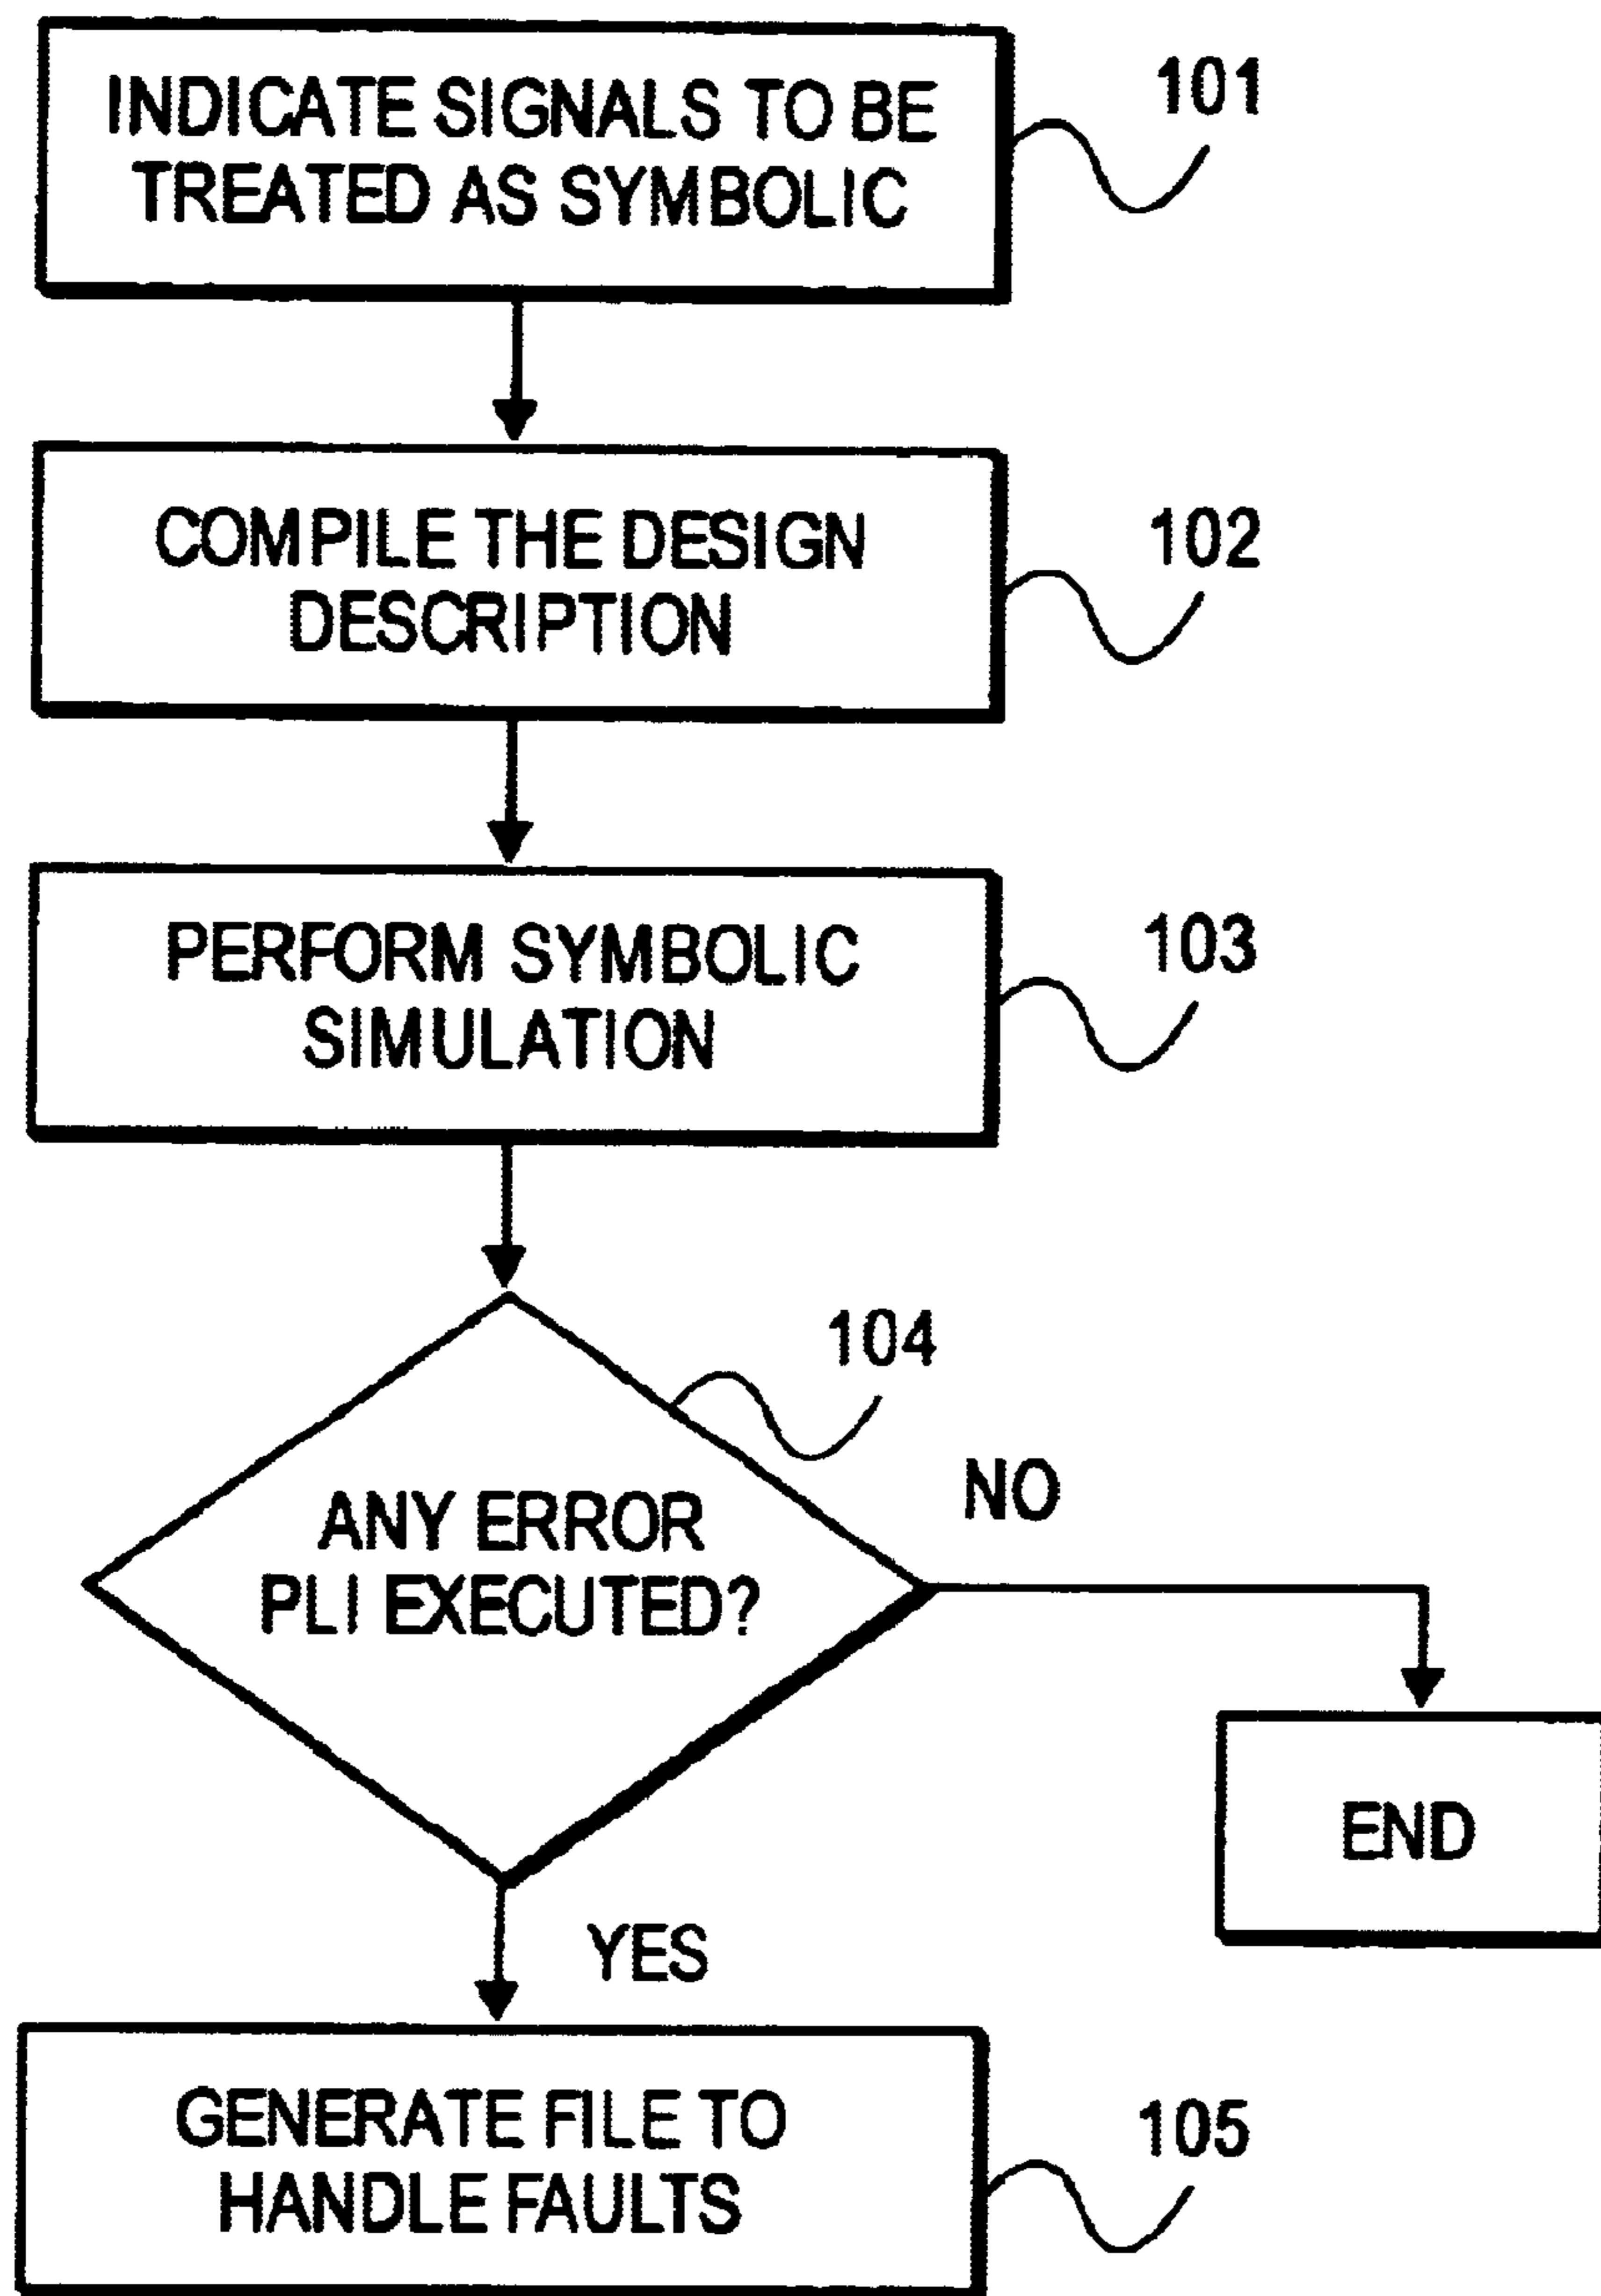 INDICATE SIGNALS TO BE
TREATED AS SYMBOLIC
101
COMPILE THE DESIGN
DESCRIPTION
102
PERFORM SYMBOLIC
SIMULATION
103
104
ANY ERROR
PLI EXECUTED?
NO
END
YES
GENERATE FILE TO
HANDLE FAULTS
105